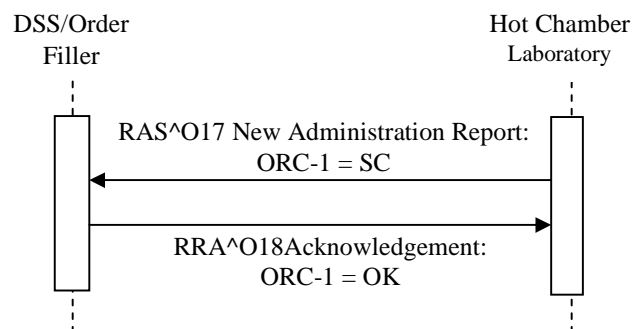 DSS/Order
Filler
Hot Chamber
Laboratory
RAS^O17 New Administration Report:
ORC-1 = SC
RRA^O18Acknowledgement:
ORC-1 = OK